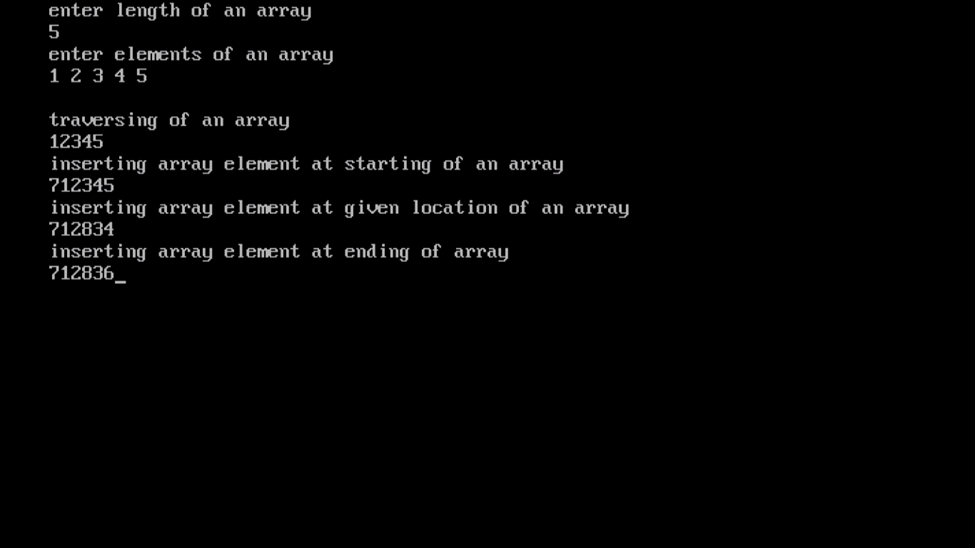 enter length of an array
5
enter elements of an array
1 2 3 4 5
traversing of an array
12345
inserting array element at starting of an array
712345
inserting array element at given location of an array
712834
inserting array element at ending of array
712836_